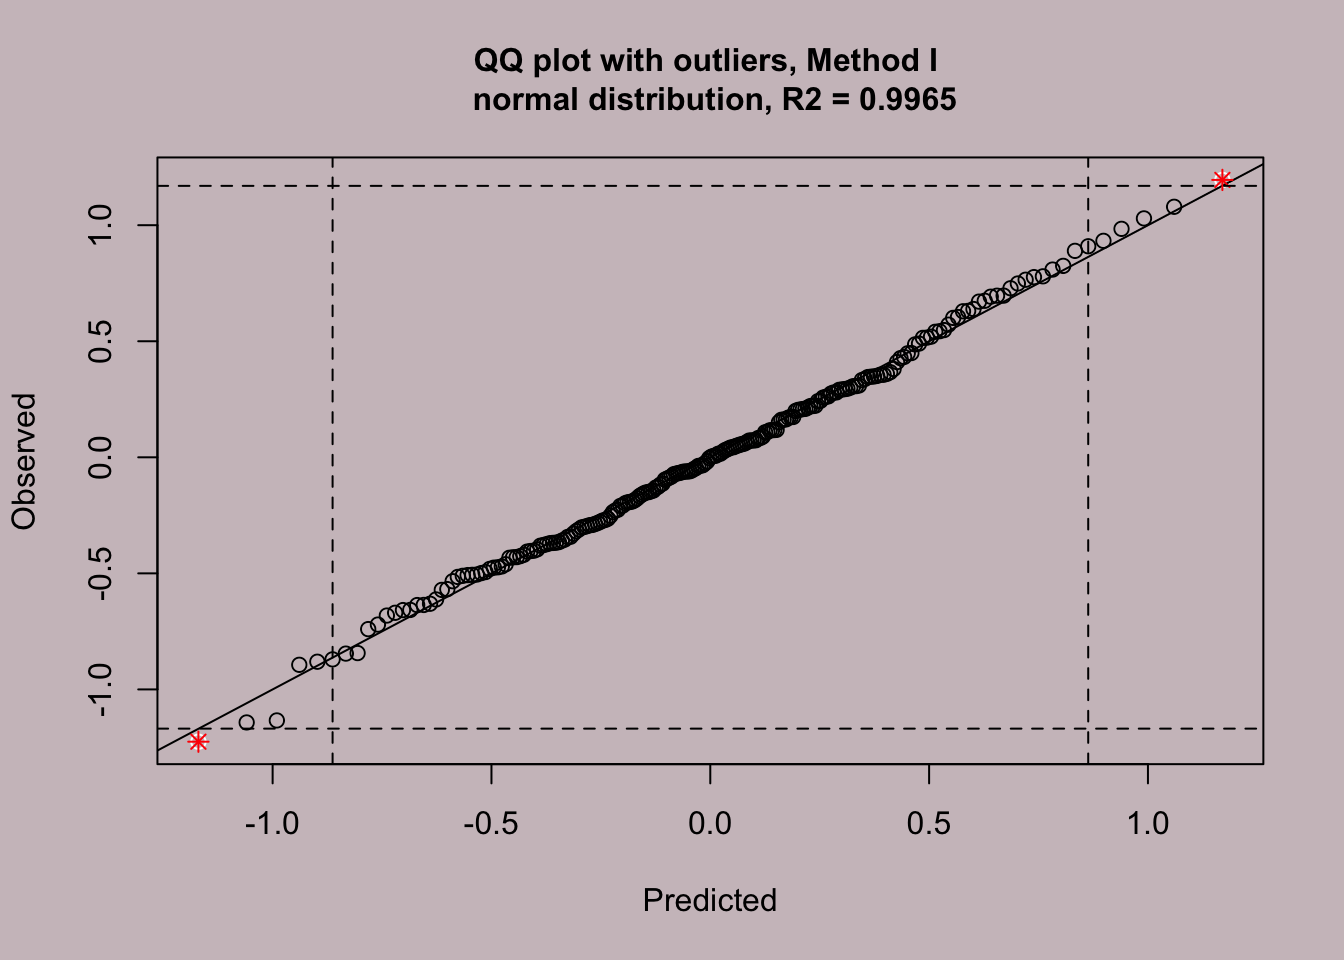 QQ plot with outliers, Method I
normal distribution, R2 = 0.9965
1.0
0.5
0.0
-0.5
-1.0
Observed
-1.0
-0.5
0.0
0.5
1.0
Predicted